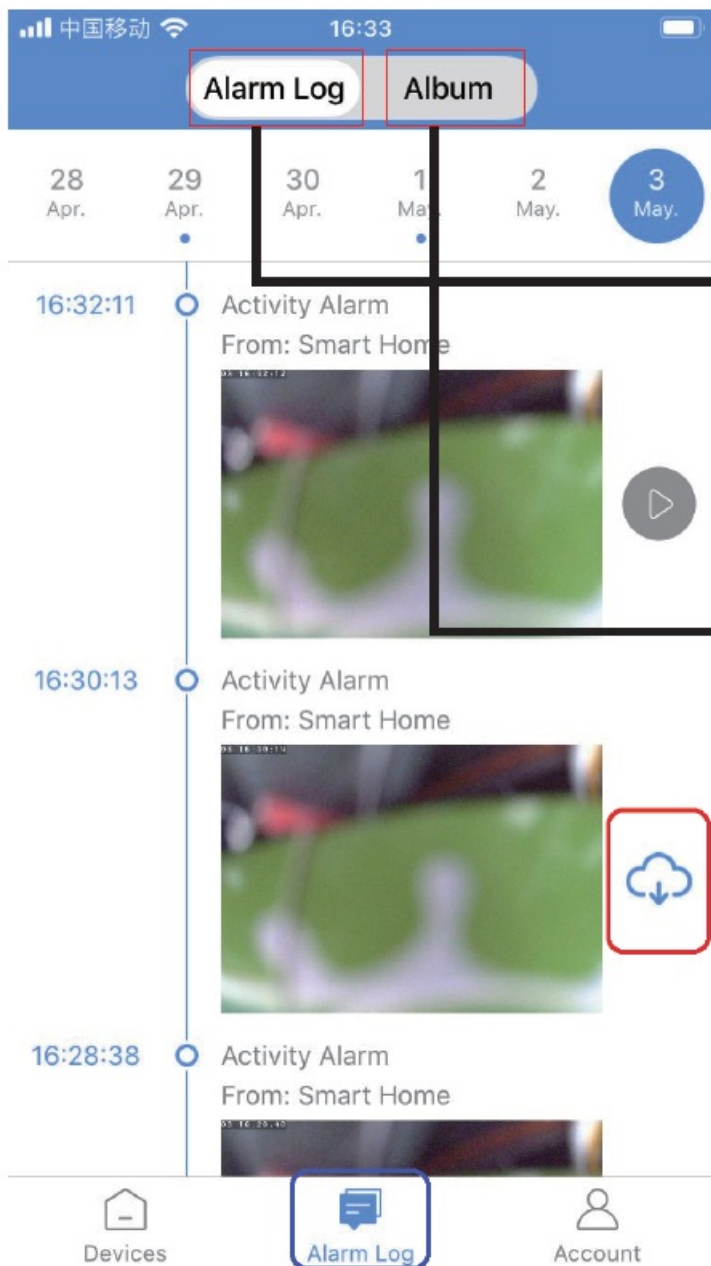 中国移动 16:33
Alarm Log Album
28 29 30 1 2 3
Apr. Apr. Apr. May. May. May.
16:32:11 Activity Alarm
From: Smart Home
16:30:13 Activity Alarm
From: Smart Home
16:28:38 Activity Alarm
From: Smart Home
Devices Alarm Log Account